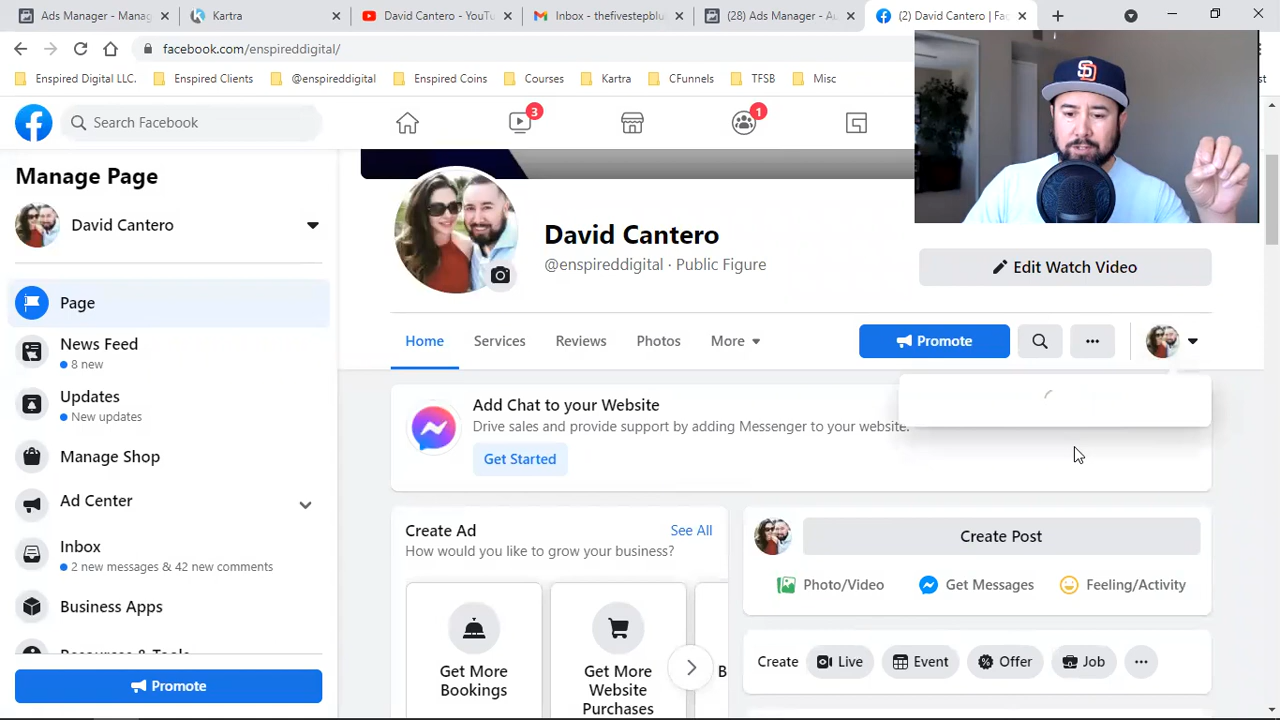 Ads Manager - Manag
Kartra
David Cantero - YouTu
Inbox - thefivestepblu
(28) Ads Manager - Au
(2) David Cantero | Fac
facebook.com/enspireddigital/
Enspired Digital LLC.
Enspired Clients
@enspireddigital
Enspired Coins
Courses
Kartra
CFunnels
TFSB
Misc
Search Facebook
3
1
Manage Page
David Cantero
Page
News Feed
8 new
Updates
New updates
Manage Shop
Ad Center
Inbox
2 new messages & 42 new comments
Business Apps
Resources & Tools
Promote
David Cantero
@enspireddigital · Public Figure
Edit Watch Video
Home
Services
Reviews
Photos
More
Promote
Add Chat to your Website
Drive sales and provide support by adding Messenger to your website.
Get Started
Create Ad
See All
How would you like to grow your business?
Get More
Bookings
Get More
Website
Purchases
B
Create Post
Photo/Video
Get Messages
Feeling/Activity
Create
Live
Event
Offer
Job